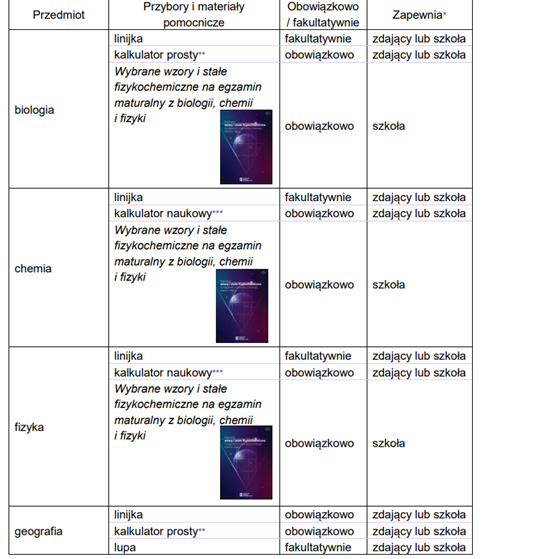 Przedmiot
Przybory i materiały
pomocnicze
Obowiązkowo
/ fakultatywnie
Zapewnia*
biologia
linijka
fakultatywnie
zdający lub szkoła
kalkulator prosty**
obowiązkowo
zdający lub szkoła
Wybrane wzory i stałe
fizykochemiczne na egzamin
maturalny z biologii, chemii
i fizyki
obowiązkowo
szkoła
chemia
linijka
fakultatywnie
zdający lub szkoła
kalkulator naukowy***
obowiązkowo
zdający lub szkoła
Wybrane wzory i stałe
fizykochemiczne na egzamin
maturalny z biologii, chemii
i fizyki
obowiązkowo
szkoła
fizyka
linijka
fakultatywnie
zdający lub szkoła
kalkulator naukowy***
obowiązkowo
zdający lub szkoła
Wybrane wzory i stałe
fizykochemiczne na egzamin
maturalny z biologii, chemii
i fizyki
obowiązkowo
szkoła
geografia
linijka
obowiązkowo
zdający lub szkoła
kalkulator prosty**
obowiązkowo
zdający lub szkoła
lupa
fakultatywnie
zdający lub szkoła